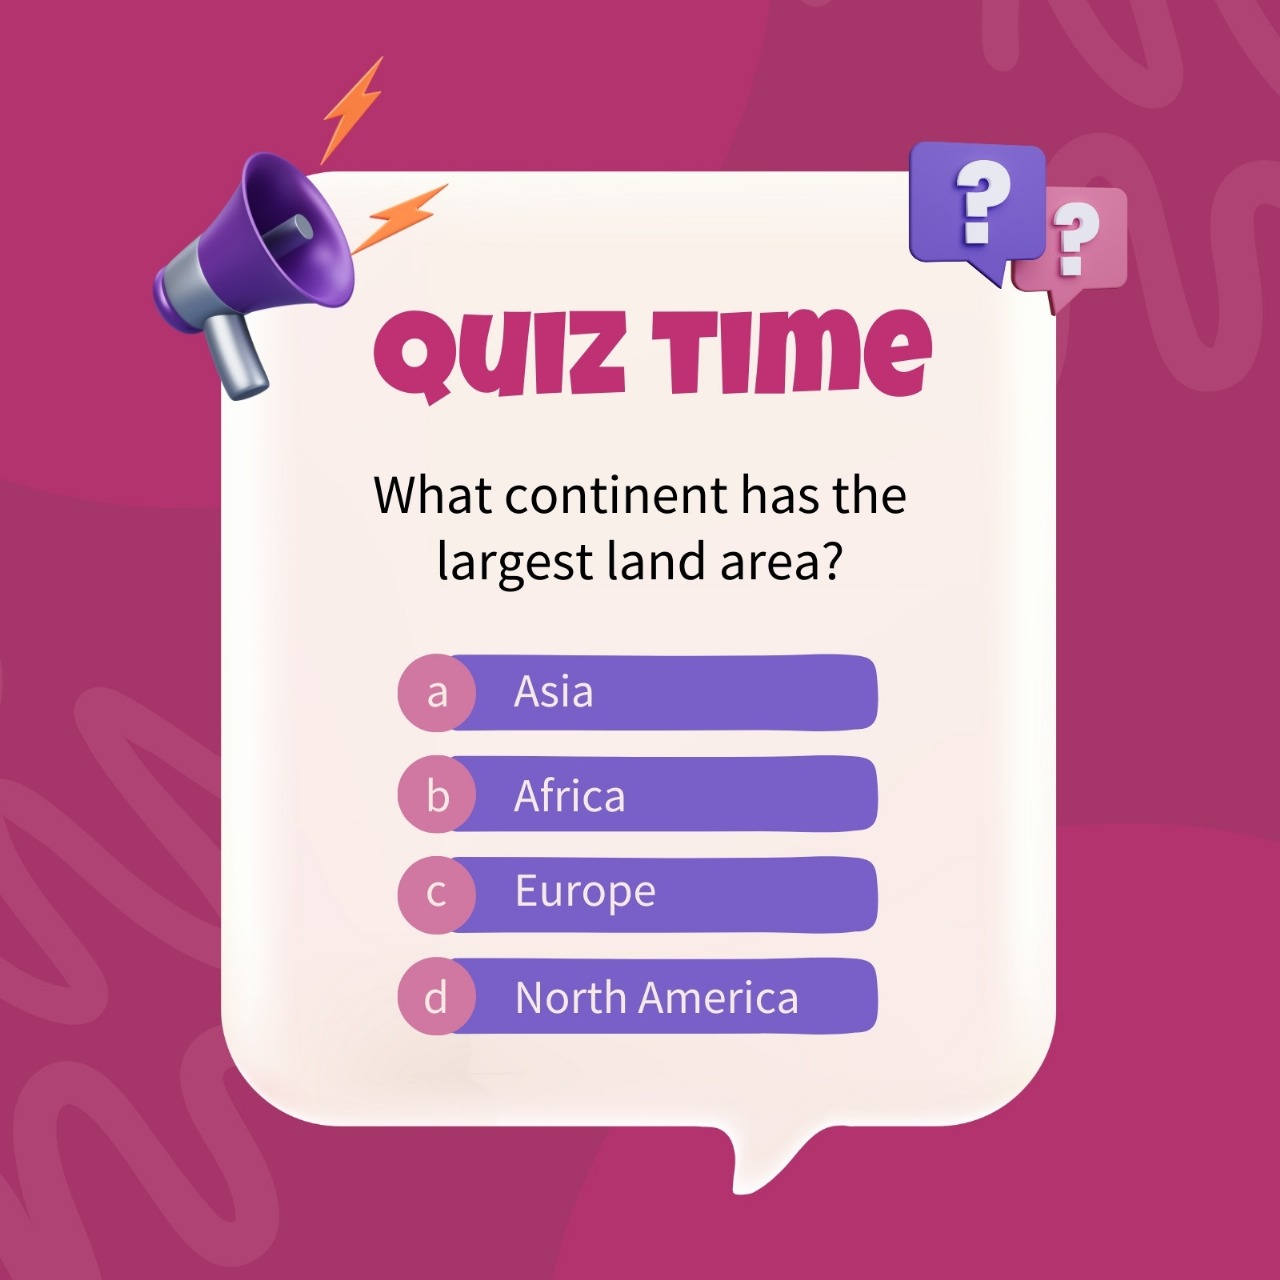 ?
?
QUIZ TIME
What continent has the
largest land area?
a Asia
b Africa
c Europe
d North America